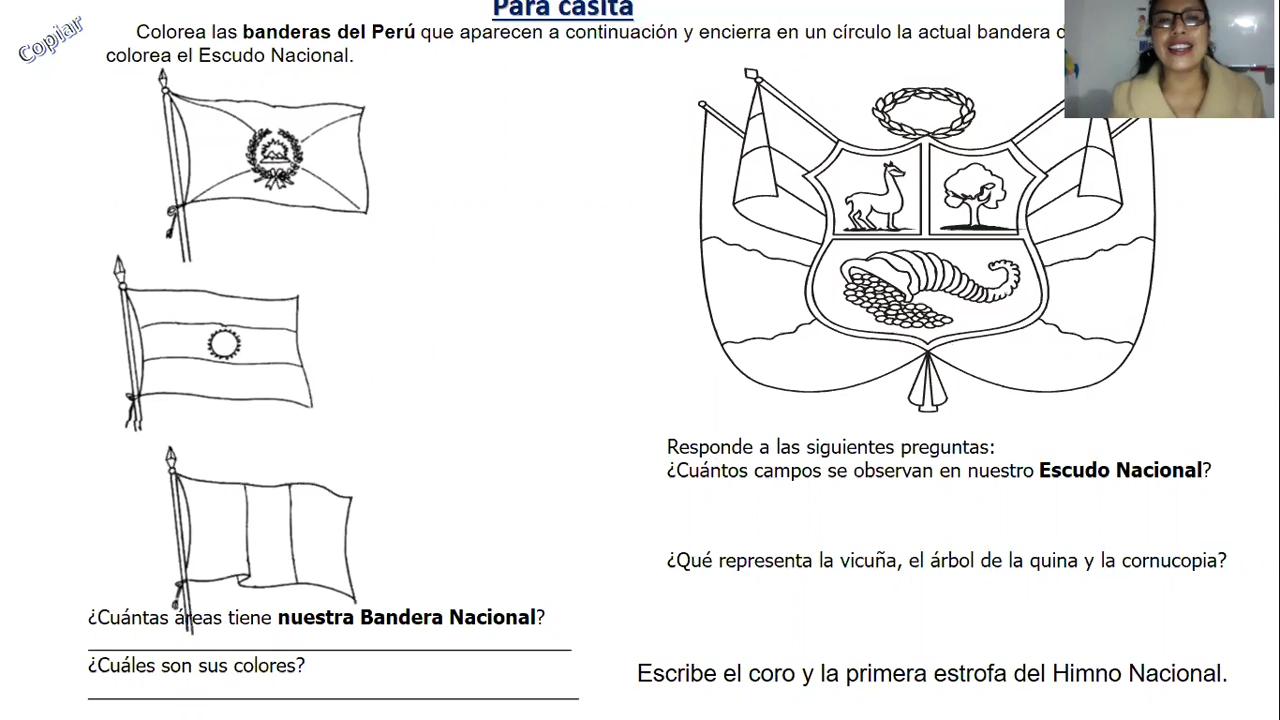 Para casita
Copiar
Colorea las banderas del Perú que aparecen a continuación y encierra en un círculo la actual bandera
colorea el Escudo Nacional.
Responde a las siguientes preguntas:
¿Cuántos campos se observan en nuestro Escudo Nacional?
¿Qué representa la vicuña, el árbol de la quina y la cornucopia?
¿Cuántas áreas tiene nuestra Bandera Nacional?
¿Cuáles son sus colores?
Escribe el coro y la primera estrofa del Himno Nacional.